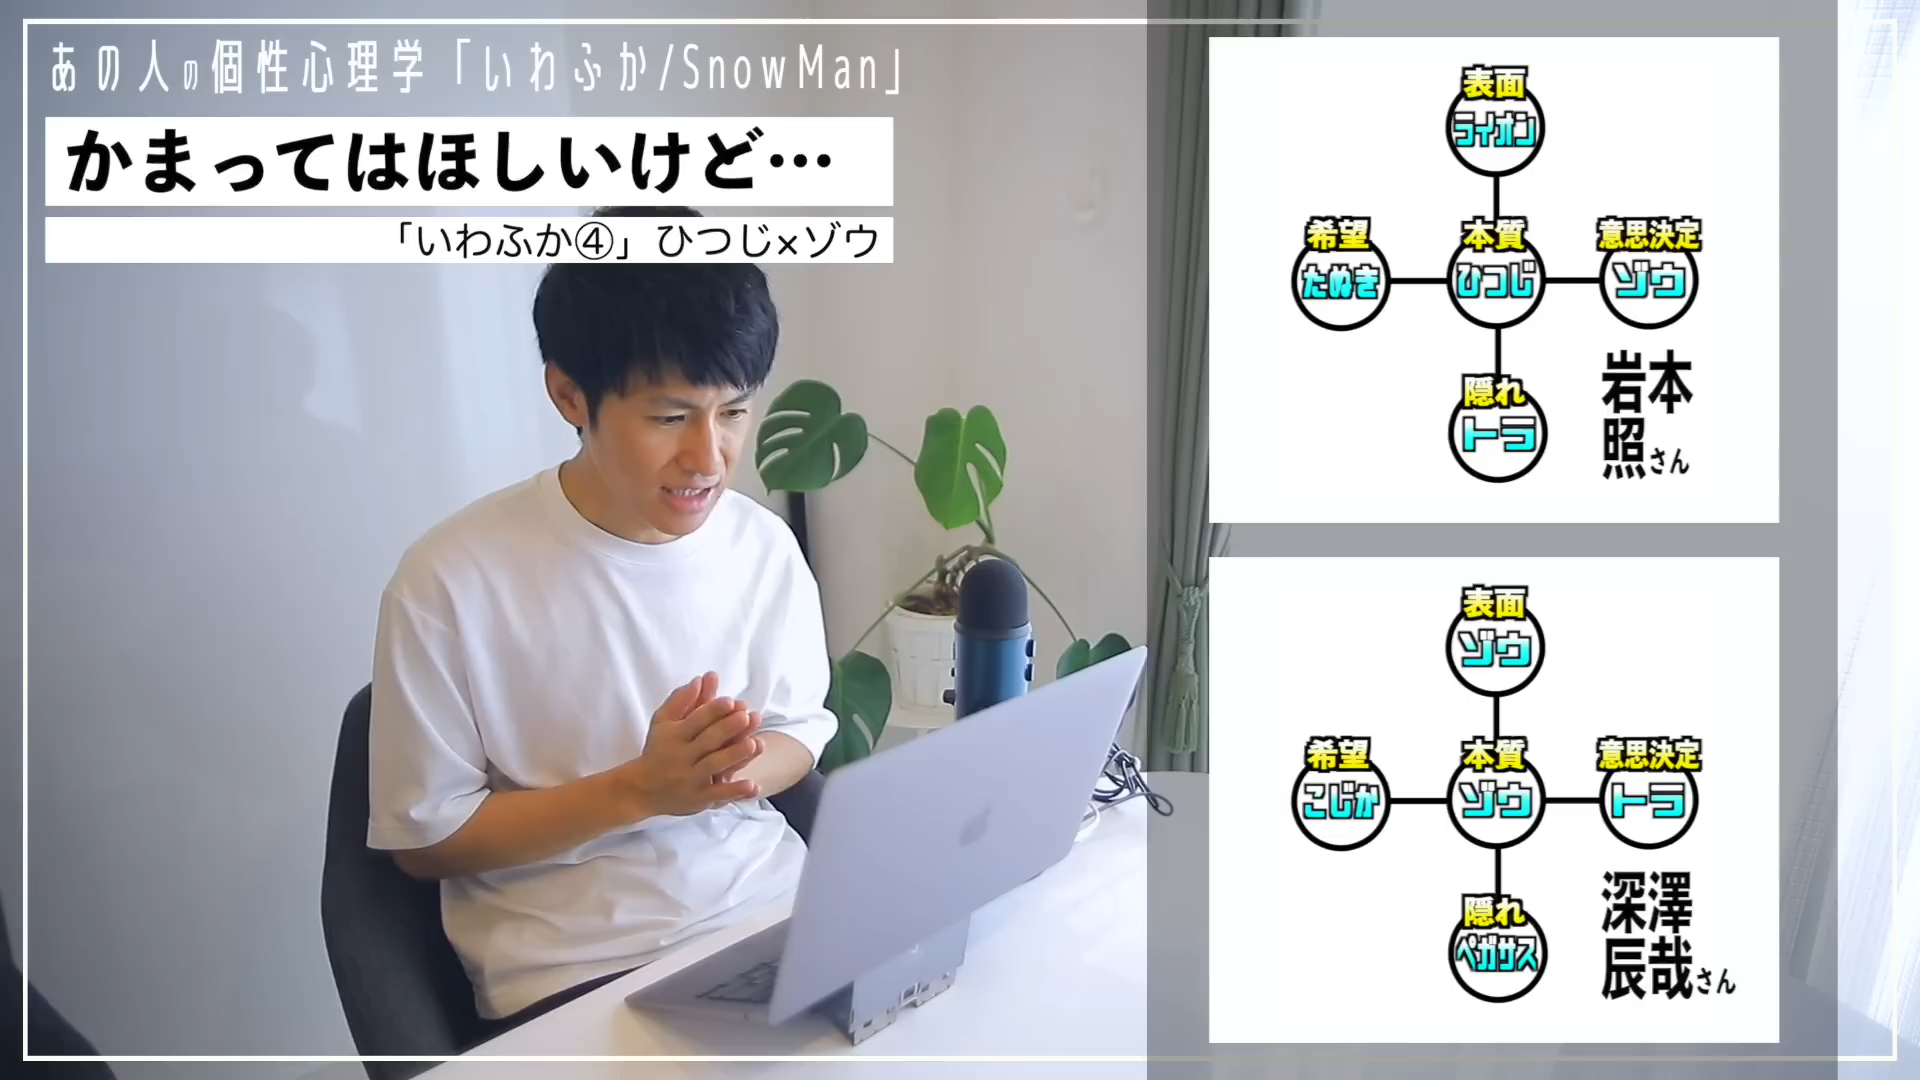 あの人の個性心理学「いわふか/SnowMan」
かまってはほしいけど…
「いわふか④」ひつじ×ゾウ
表面
ライオン
希望
たぬき
本質
ひつじ
意思決定
ゾウ
隠れ
トラ
岩本
照さん
表面
ゾウ
希望
こじか
本質
ゾウ
意思決定
トラ
隠れ
ペガサス
深澤
辰哉さん